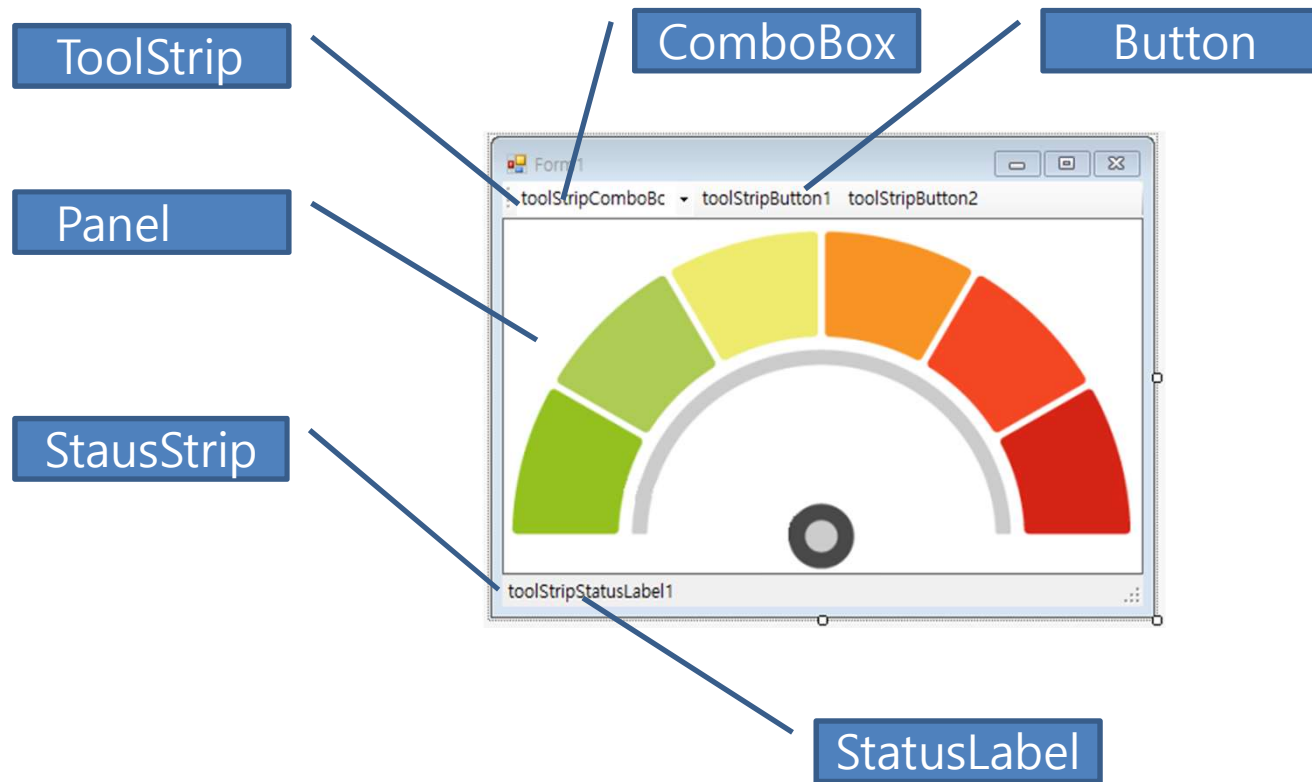 ToolStrip
ComboBox
Button
Form1
toolStripComboBc
toolStripButton1
toolStripButton2
Panel
StausStrip
toolStripStatusLabel1
StatusLabel